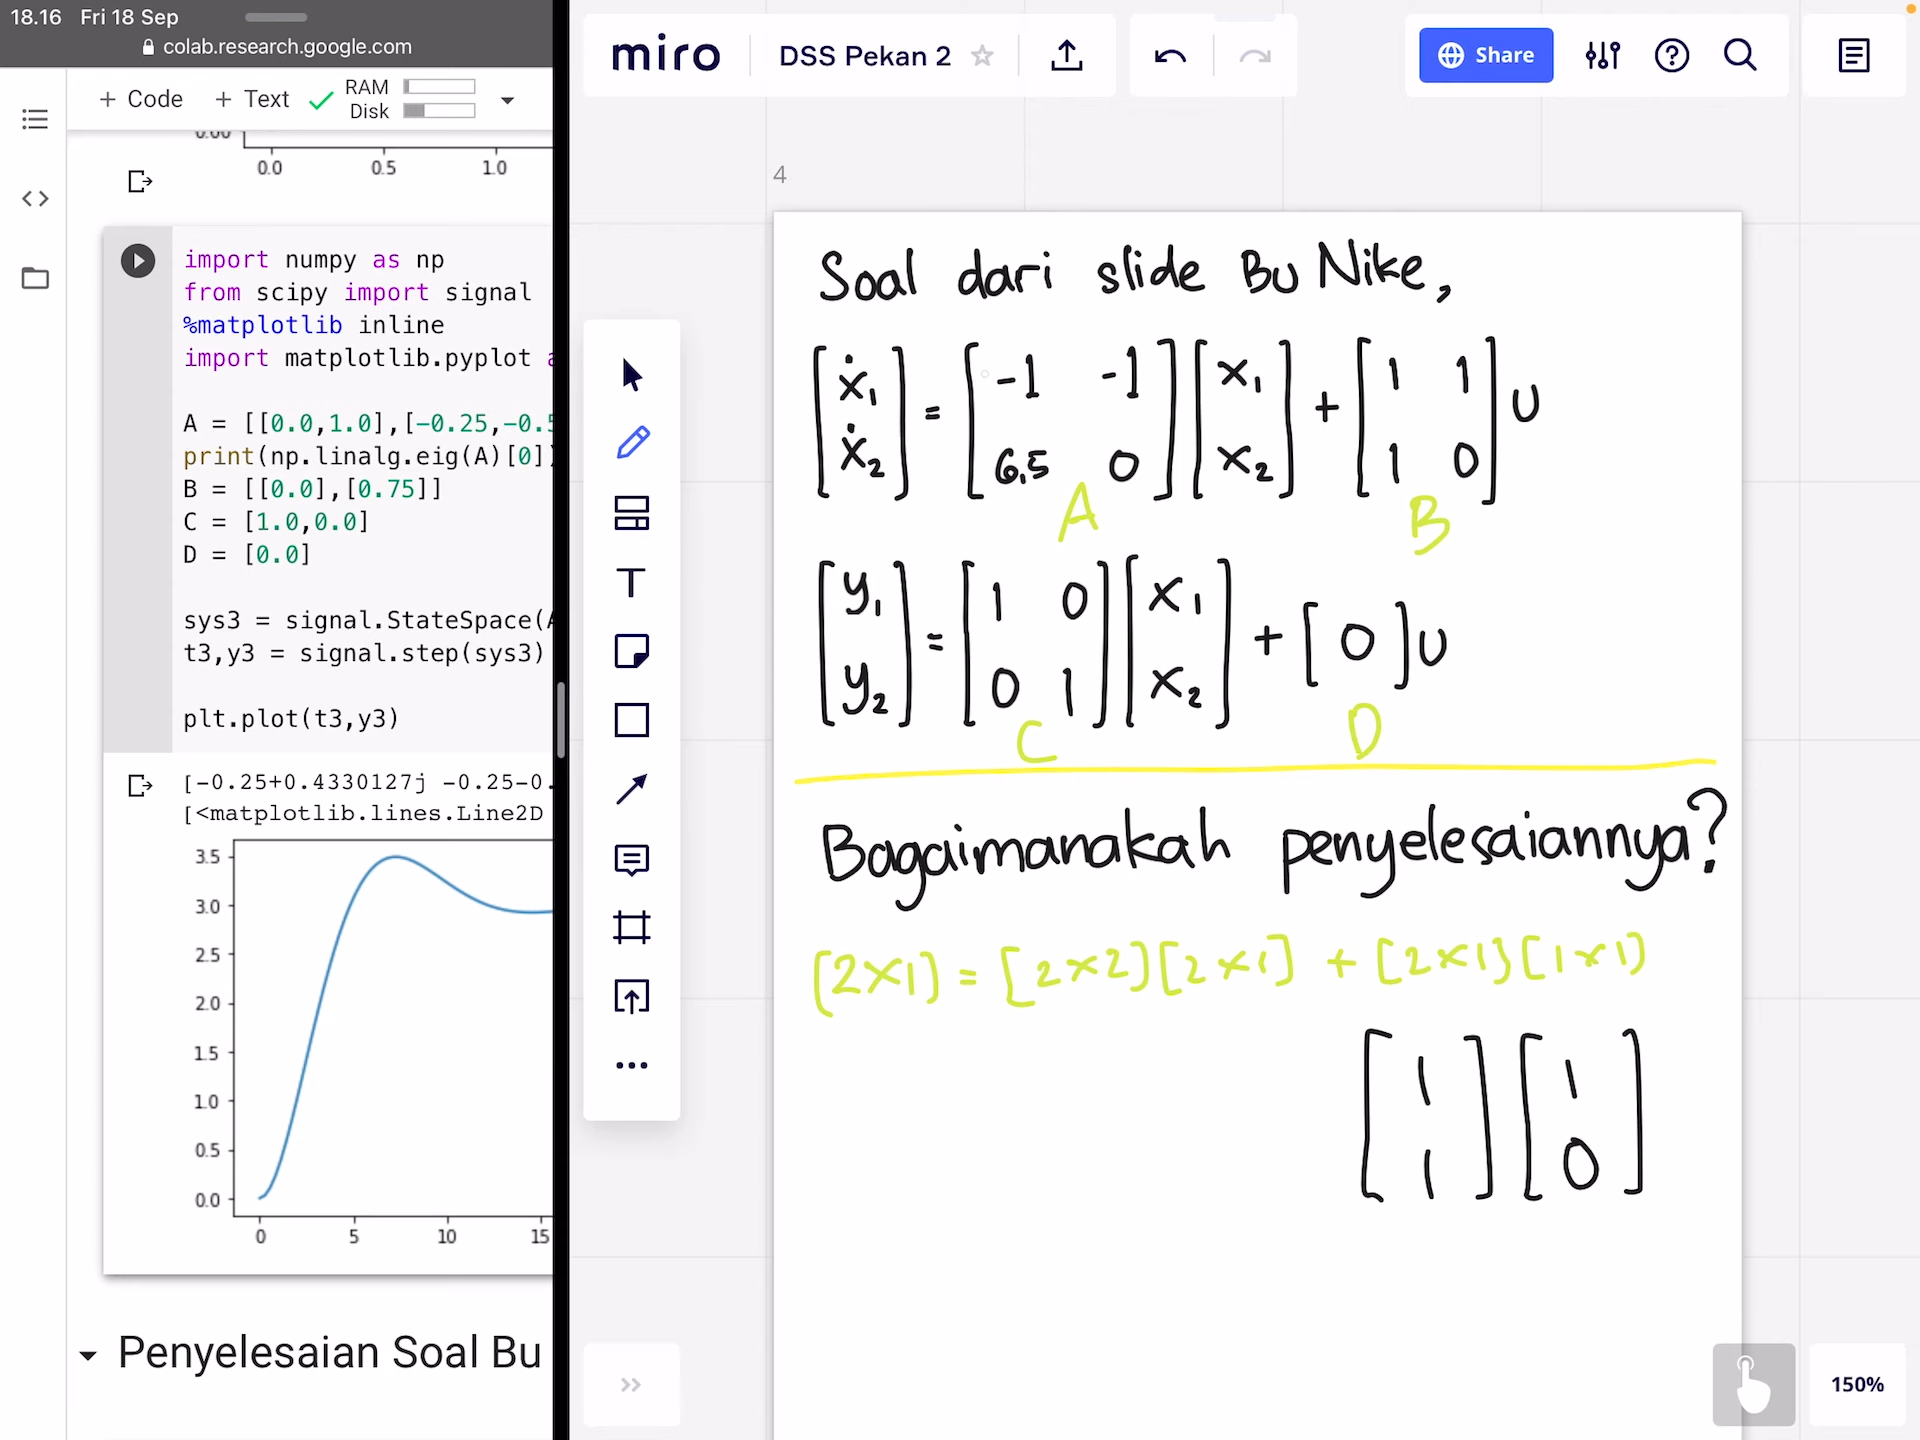 18.16 Fri 18 Sep
colab.research.google.com
+ Code + Text
RAM
Disk
0.0 0.5 1.0
import numpy as np
from scipy import signal
%matplotlib inline
import matplotlib.pyplot
A = [[0.0,1.0],[-0.25,-0.5
print(np.linalg.eig(A)[0])
B = [[0.0],[0.75]]
C = [1.0,0.0]
D = [0.0]
sys3 = signal.StateSpace(A
t3,y3 = signal.step(sys3)
plt.plot(t3,y3)
[-0.25+0.4330127j -0.25-0.
[<matplotlib.lines.Line2D
3.5
3.0
2.5
2.0
1.5
1.0
0.5
0.0
0 5 10 15
Penyelesaian Soal Bu
miro DSS Pekan 2
Share
4
Soal dari slide Bu Nike,
[ẋ₁ ẋ₂] = [-1 -1 6,5 0][x₁ x₂] + [1 1 1 0] U
A B
[y₁ y₂] = [1 0 0 1][x₁ x₂] + [0] U
C D
Bagaimanakah penyelesaiannya?
[2×1] = [2×2][2×1] + [2×1][1×1]
[1 1][1 0]
150%